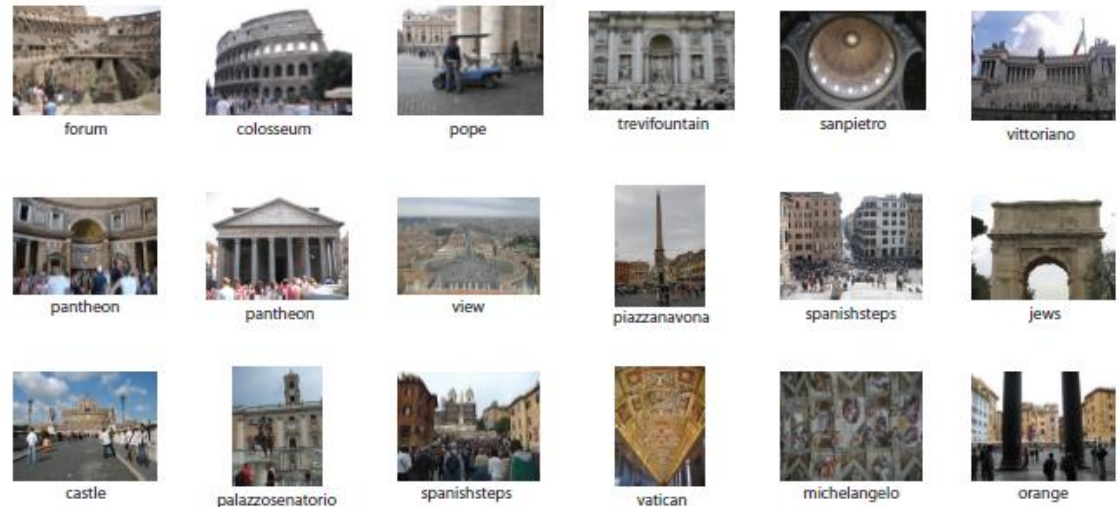 forum
colosseum
pope
trevifountain
sanpietro
vittoriano
pantheon
pantheon
view
piazzanavona
spanishsteps
jews
castle
palazzosenatorio
spanishsteps
vatican
michelangelo
orange